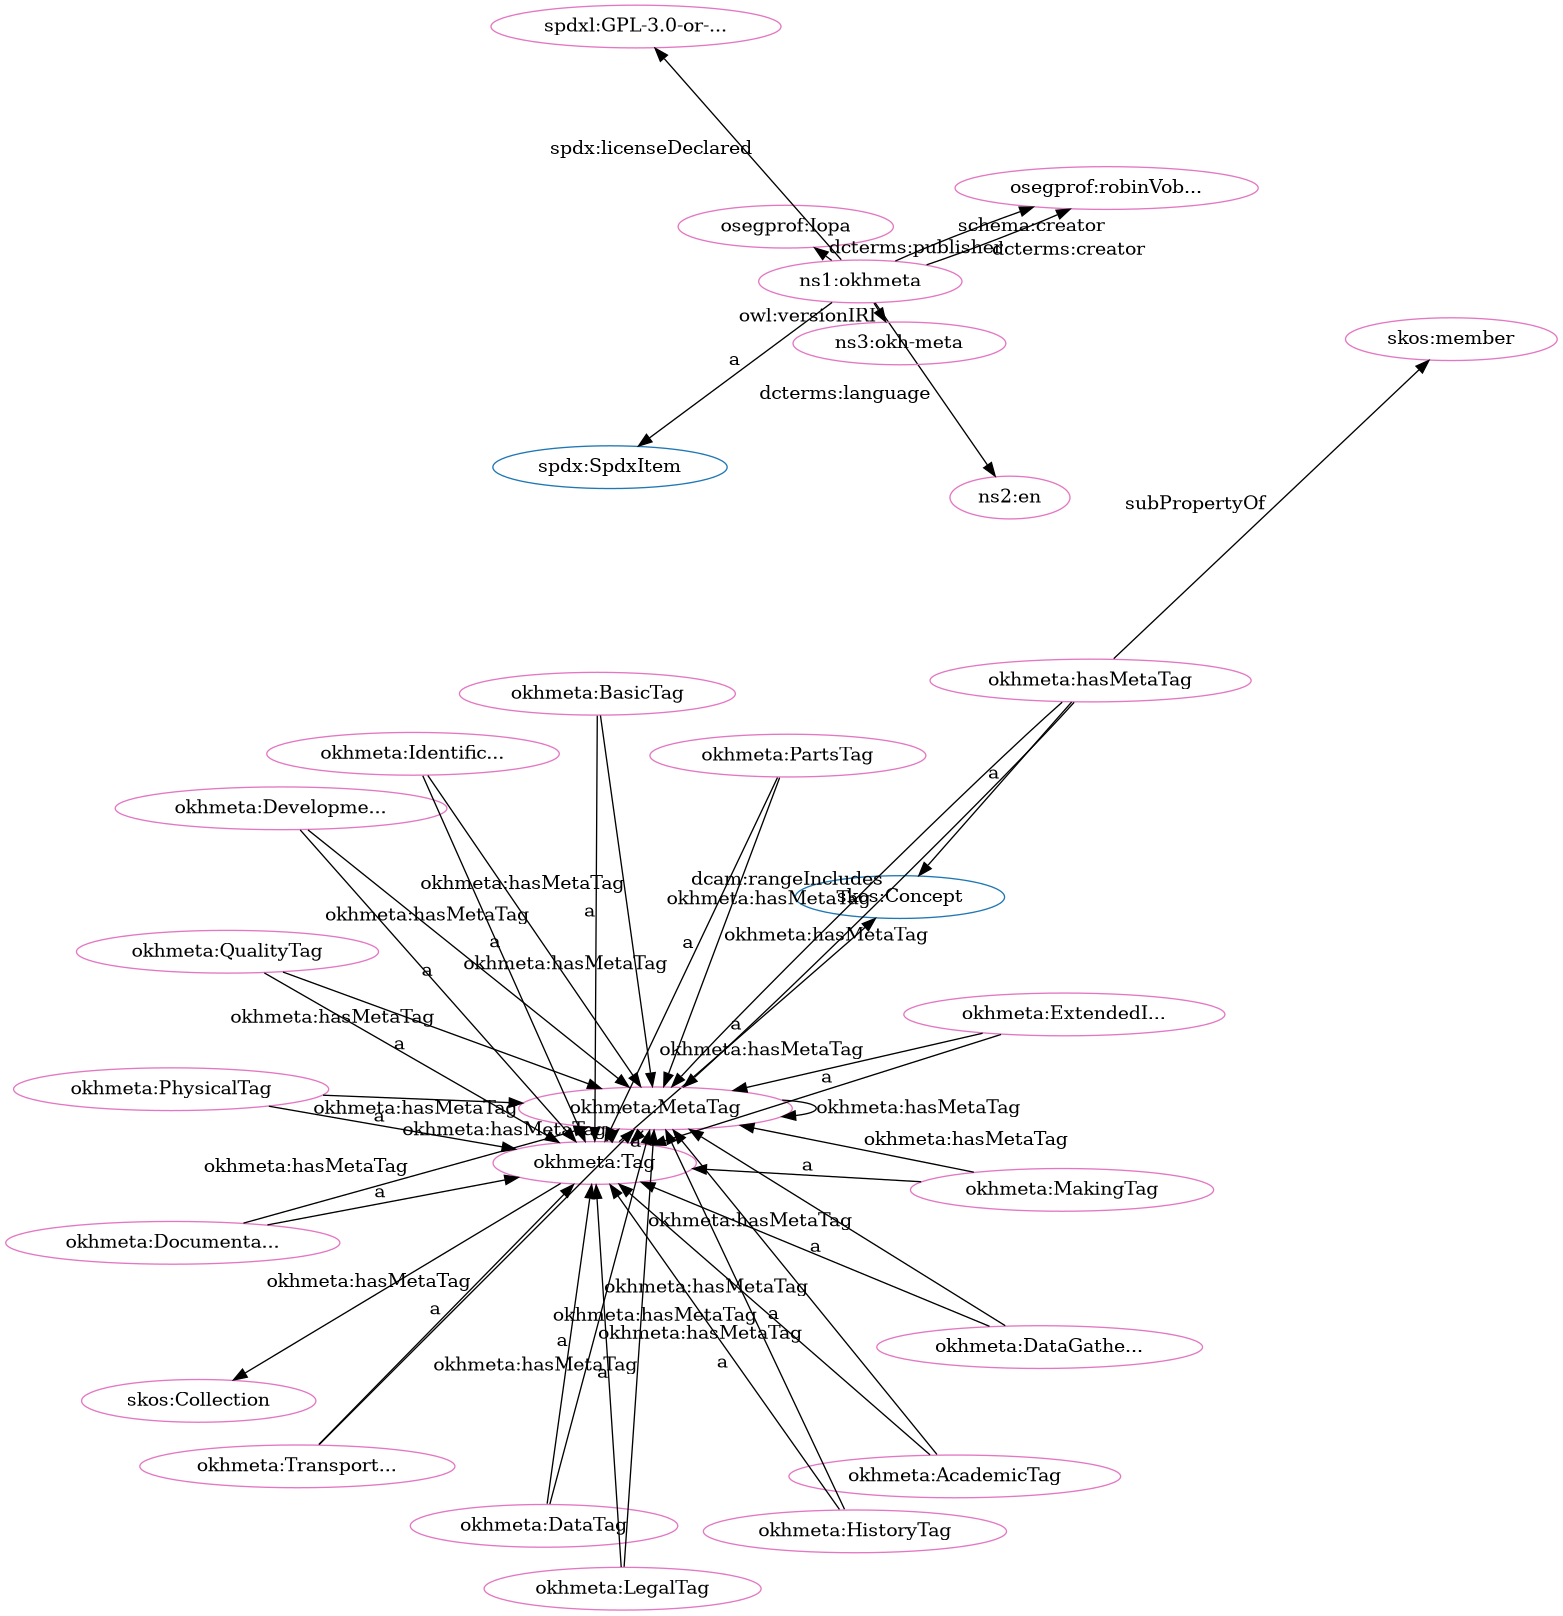 spdxl:GPL-3.0-or-...
spdx:licenseDeclared
osegprof:robinVob...
osegprof:Iopa
schema:creator
dcterms:publisher
dcterms:creator
ns1:okhmeta
owl:versionIRI
ns3:okh-meta
skos:member
a
dcterms:language
spdx:SpdxItem
ns2:en
subPropertyOf
okhmeta:hasMetaTag
okhmeta:BasicTag
okhmeta:Identific...
okhmeta:PartsTag
a
okhmeta:Developme...
dcam:rangeIncludes
okhmeta:hasMetaTag
okhmeta:hasMetaTag
skos:Concept
a
okhmeta:hasMetaTag
okhmeta:hasMetaTag
a
a
okhmeta:QualityTag
okhmeta:hasMetaTag
a
okhmeta:ExtendedI...
okhmeta:hasMetaTag
a
a
okhmeta:hasMetaTag
a
okhmeta:PhysicalTag
okhmeta:hasMetaTag
okhmeta:MetaTag
okhmeta:hasMetaTag
a
okhmeta:hasMetaTag
a
okhmeta:hasMetaTag
okhmeta:Tag
okhmeta:hasMetaTag
a
a
okhmeta:MakingTag
okhmeta:hasMetaTag
okhmeta:Documenta...
a
okhmeta:hasMetaTag
okhmeta:hasMetaTag
a
okhmeta:hasMetaTag
a
okhmeta:hasMetaTag
a
okhmeta:DataGathe...
okhmeta:hasMetaTag
a
a
skos:Collection
okhmeta:Transport...
okhmeta:AcademicTag
okhmeta:DataTag
okhmeta:HistoryTag
okhmeta:LegalTag